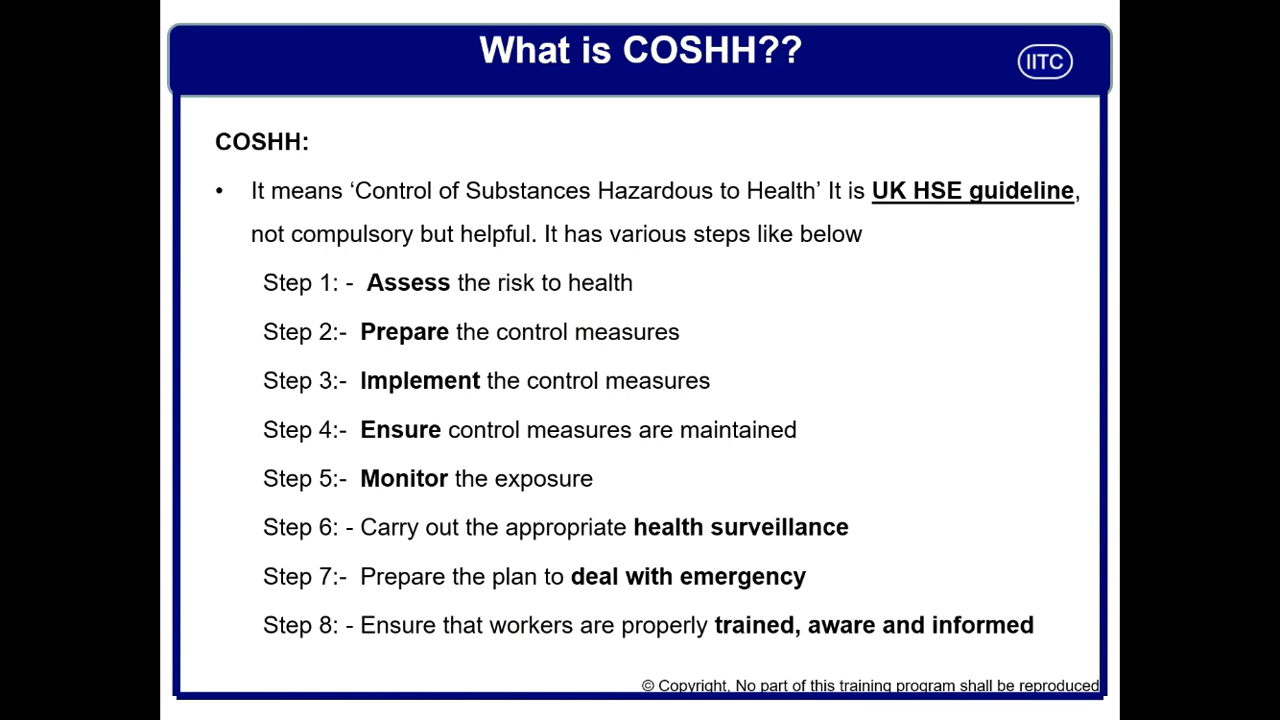 What is COSHH??
IITC
COSHH:
• It means ‘Control of Substances Hazardous to Health’ It is UK HSE guideline,
not compulsory but helpful. It has various steps like below
Step 1: - Assess the risk to health
Step 2:- Prepare the control measures
Step 3:- Implement the control measures
Step 4:- Ensure control measures are maintained
Step 5:- Monitor the exposure
Step 6: - Carry out the appropriate health surveillance
Step 7:- Prepare the plan to deal with emergency
Step 8: - Ensure that workers are properly trained, aware and informed
© Copyright, No part of this training program shall be reproduced